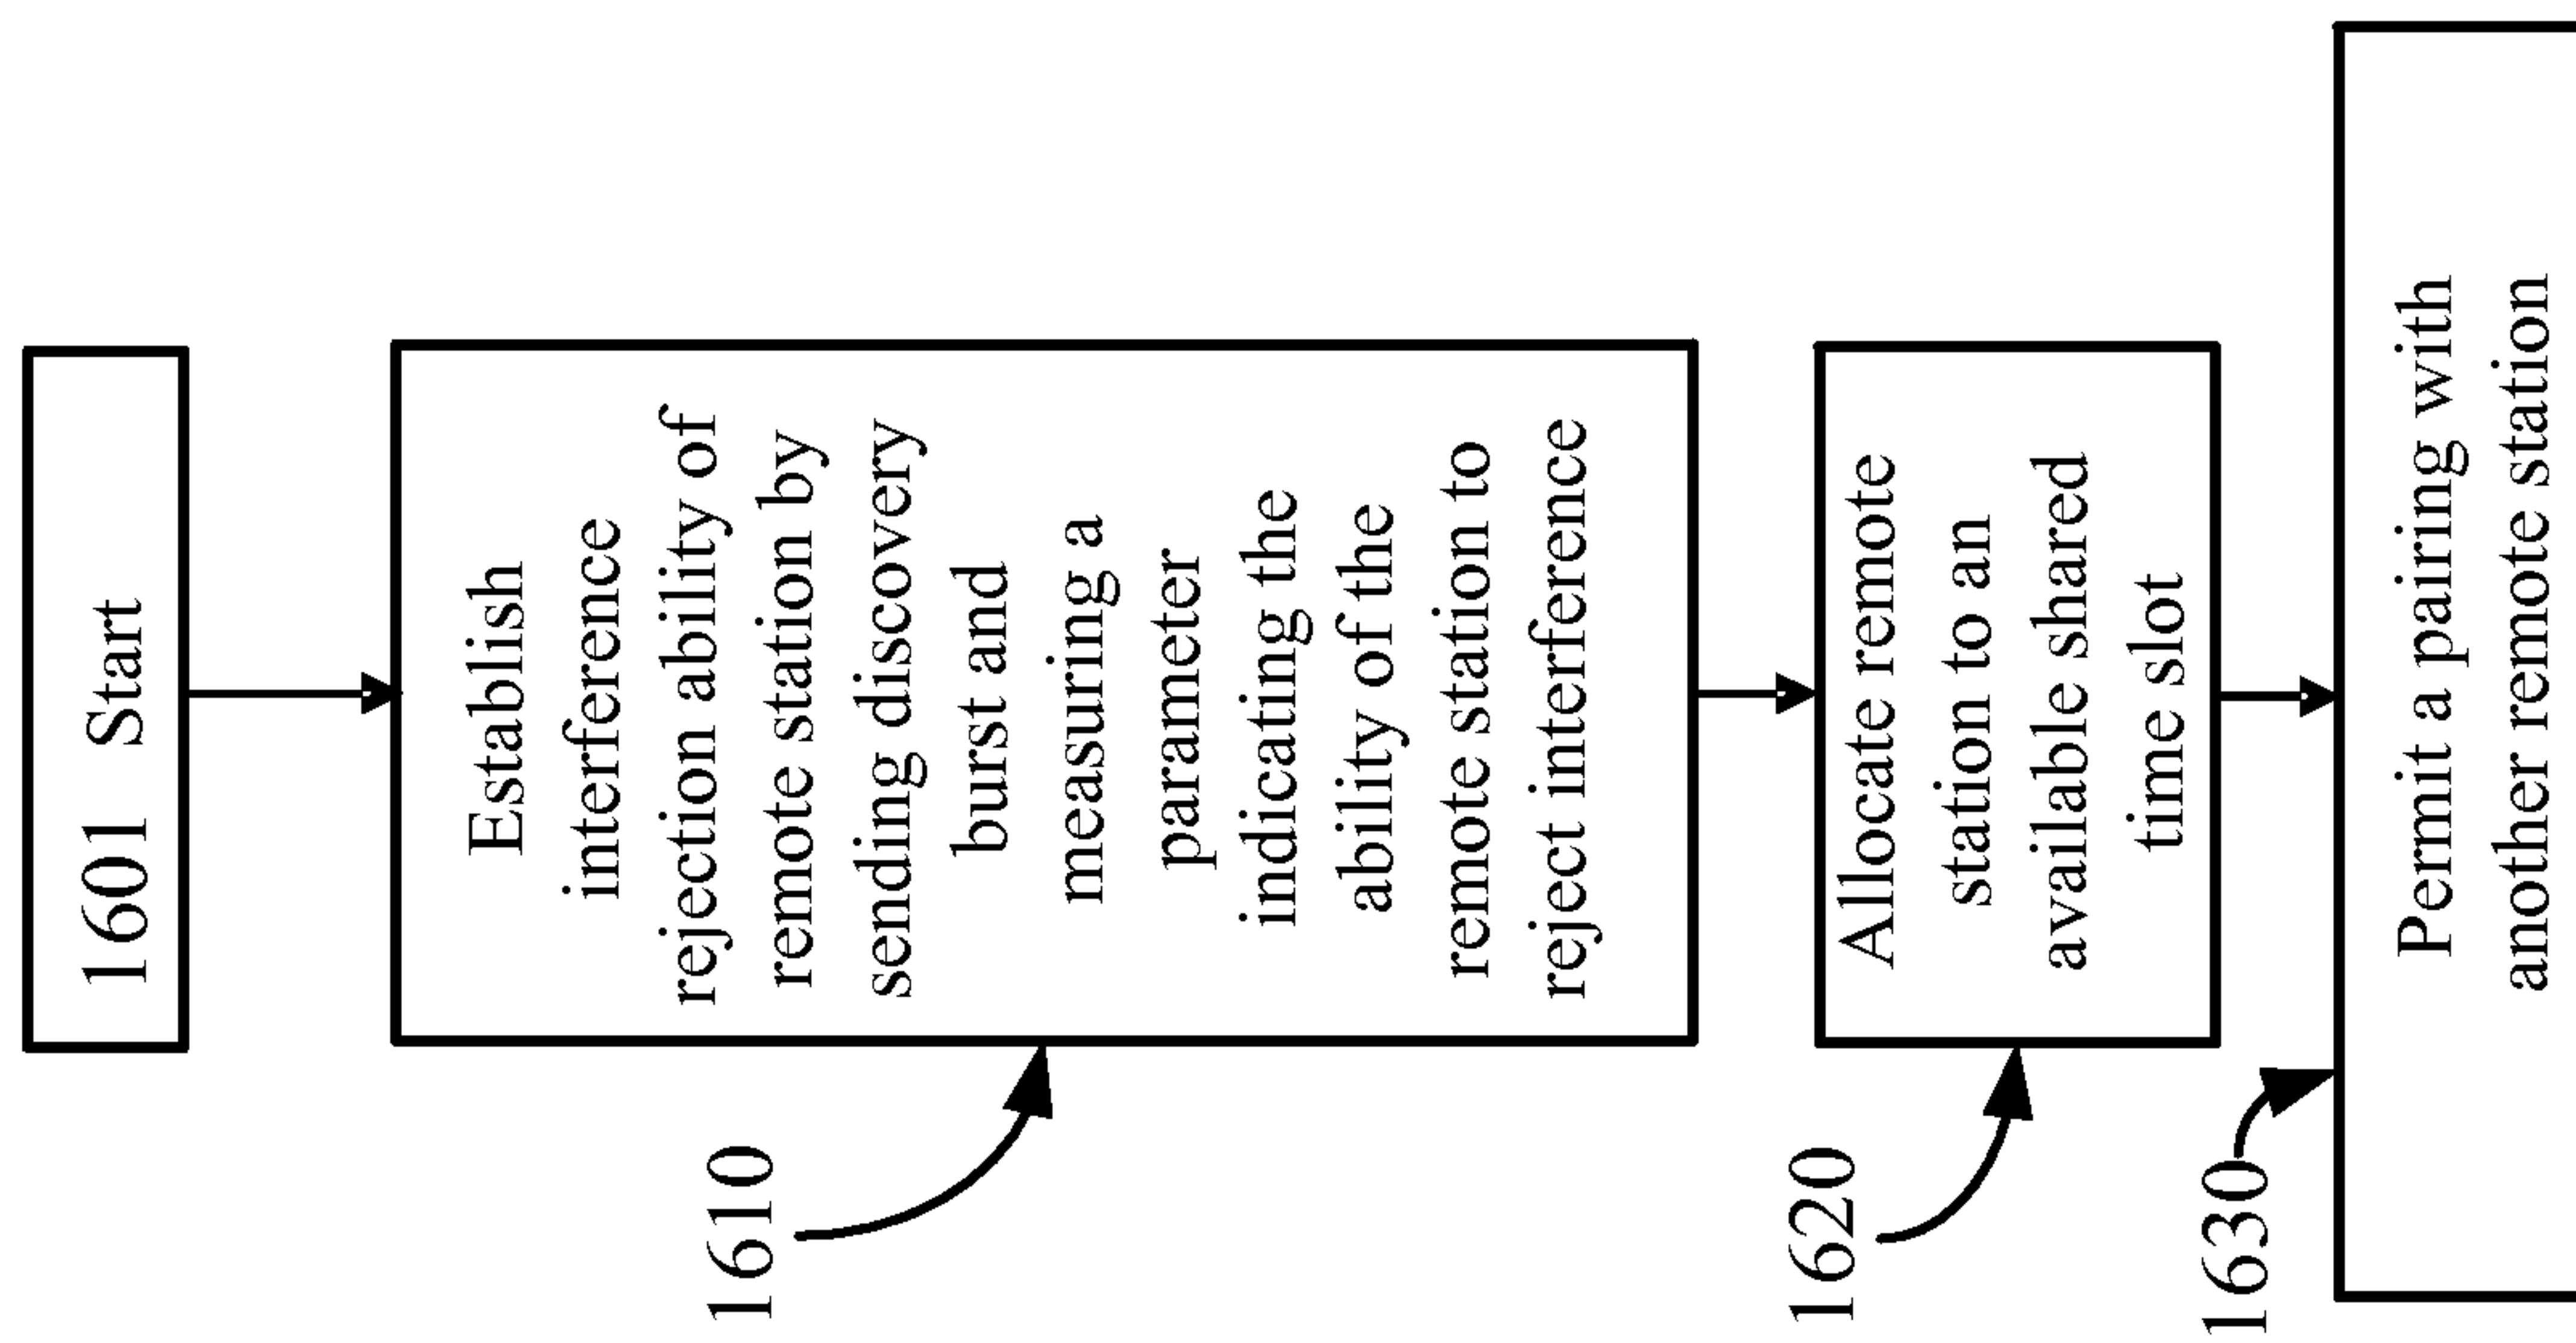 1601 Start
1610
Establish
interference
rejection ability of
remote station by
sending discovery
burst and
measuring a
parameter
indicating the
ability of the
remote station to
reject interference
1620
Allocate remote
station to an
available shared
time slot
1630
Permit a pairing with
another remote station